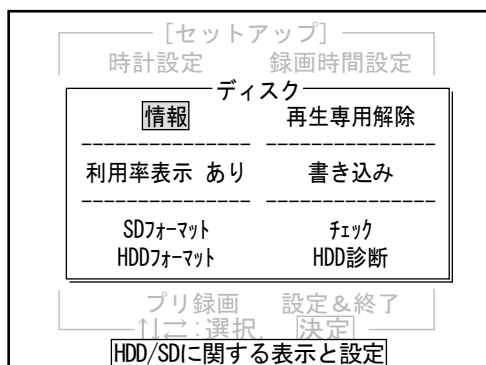 [セットアップ]
時計設定 録画時間設定
ディスク
情報 再生専用解除
利用率表示 あり 書き込み
SDﾌｫｰﾏｯﾄ ﾁｪｯｸ
HDDﾌｫｰﾏｯﾄ HDD診断
プリ録画 設定＆終了
↑↓⇄:選択, 決定
HDD/SDに関する表示と設定